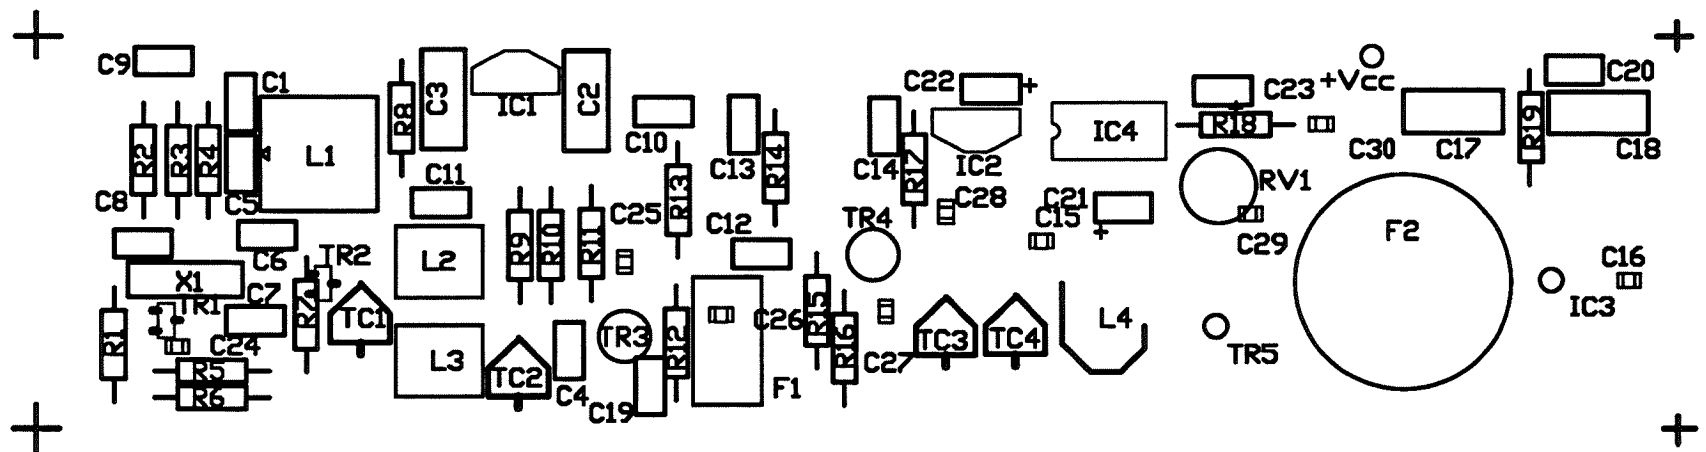 C9
C1
R8
C3
IC1
C2
C10
C13
R14
C22
+
C14
R17
IC2
IC4
C23
+
R18
+Vcc
C30
C17
R19
C20
C18
R2
R3
R4
L1
C8
C5
C11
R9
R10
R11
C25
R13
C12
TR4
C28
C21
C15
+
RV1
C29
F2
C16
IC3
C6
TR2
L2
X1
TR1
C7
R7
TC1
C24
R1
R5
R6
L3
TC2
C4
TR3
C19
R12
F1
C26
R15
R16
C27
TC3
TC4
L4
TR5